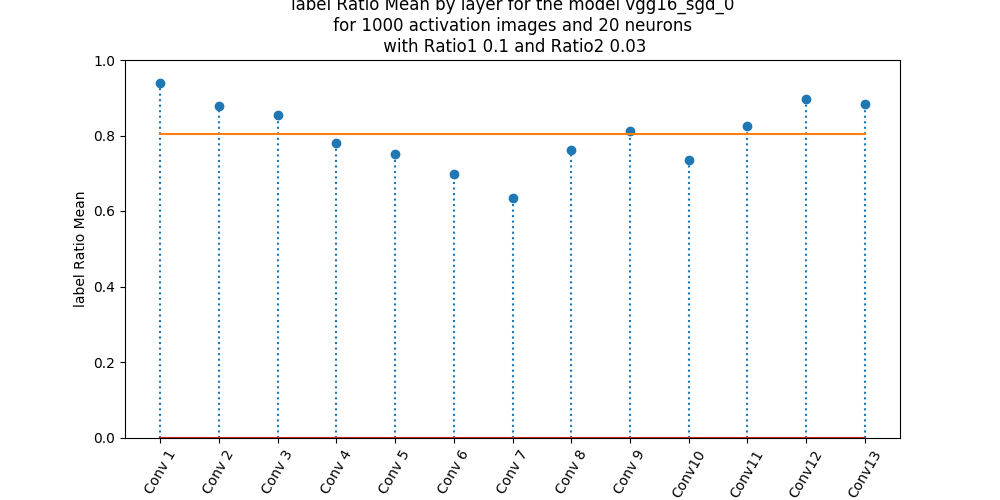 label Ratio Mean by layer for the model vgg16_sgd_0
for 1000 activation images and 20 neurons
with Ratio1 0.1 and Ratio2 0.03
1.0
0.8
0.6
0.4
0.2
0.0
label Ratio Mean
Conv 1
Conv 2
Conv 3
Conv 4
Conv 5
Conv 6
Conv 7
Conv 8
Conv 9
Conv10
Conv11
Conv12
Conv13